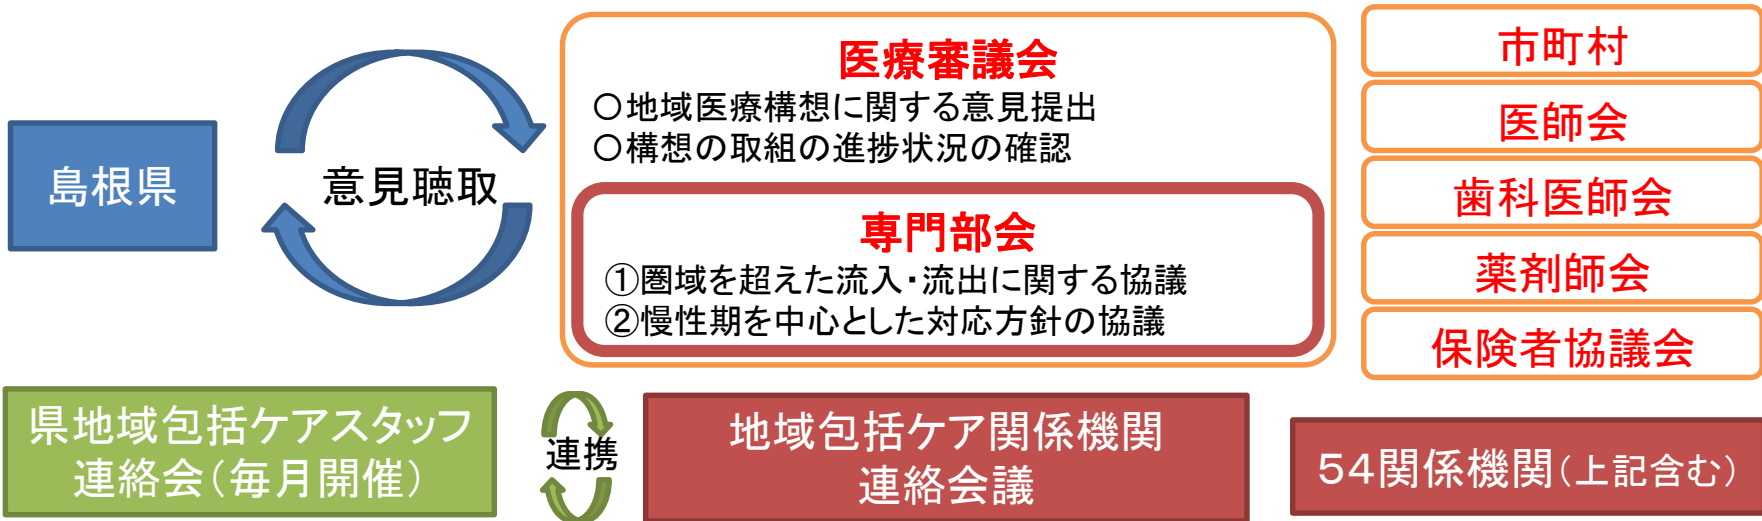 島根県
意見聴取
医療審議会
○地域医療構想に関する意見提出
○構想の取組の進捗状況の確認
専門部会
①圏域を超えた流入・流出に関する協議
②慢性期を中心とした対応方針の協議
市町村
医師会
歯科医師会
薬剤師会
保険者協議会
県地域包括ケアスタッフ
連絡会(毎月開催)
連携
地域包括ケア関係機関
連絡会議
54関係機関(上記含む)